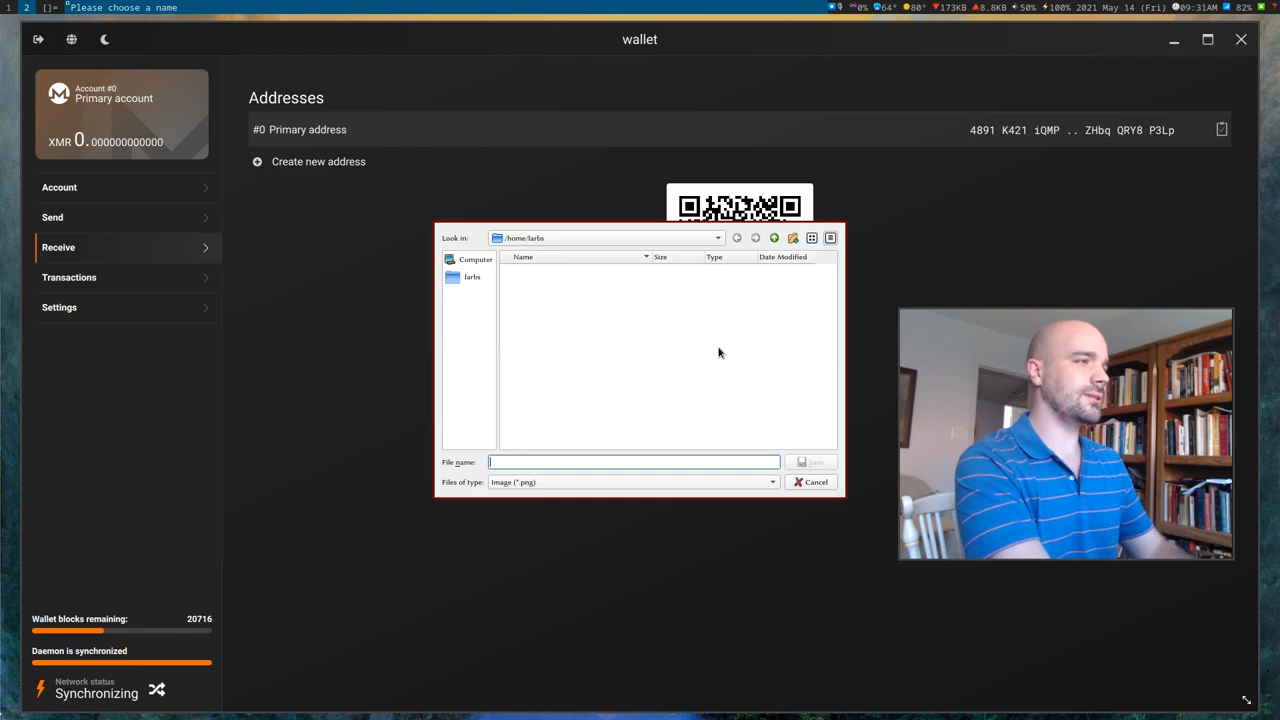 1 2 []= Please choose a name
0% 64° 80° 173KB 8.8KB 50% 100% 2021 May 14 (Fri) 09:31AM 82% ?
wallet
Account #0
Primary account
XMR 0.000000000000
Account
Send
Receive
Transactions
Settings
Addresses
#0 Primary address 4891 K421 iQMP .. ZHbq QRY8 P3Lp
Create new address
Look in: /home/larbs
Computer
larbs
Name Size Type Date Modified
File name: Save
Files of type: Image (*.png) Cancel
Wallet blocks remaining: 20716
Daemon is synchronized
Network status
Synchronizing